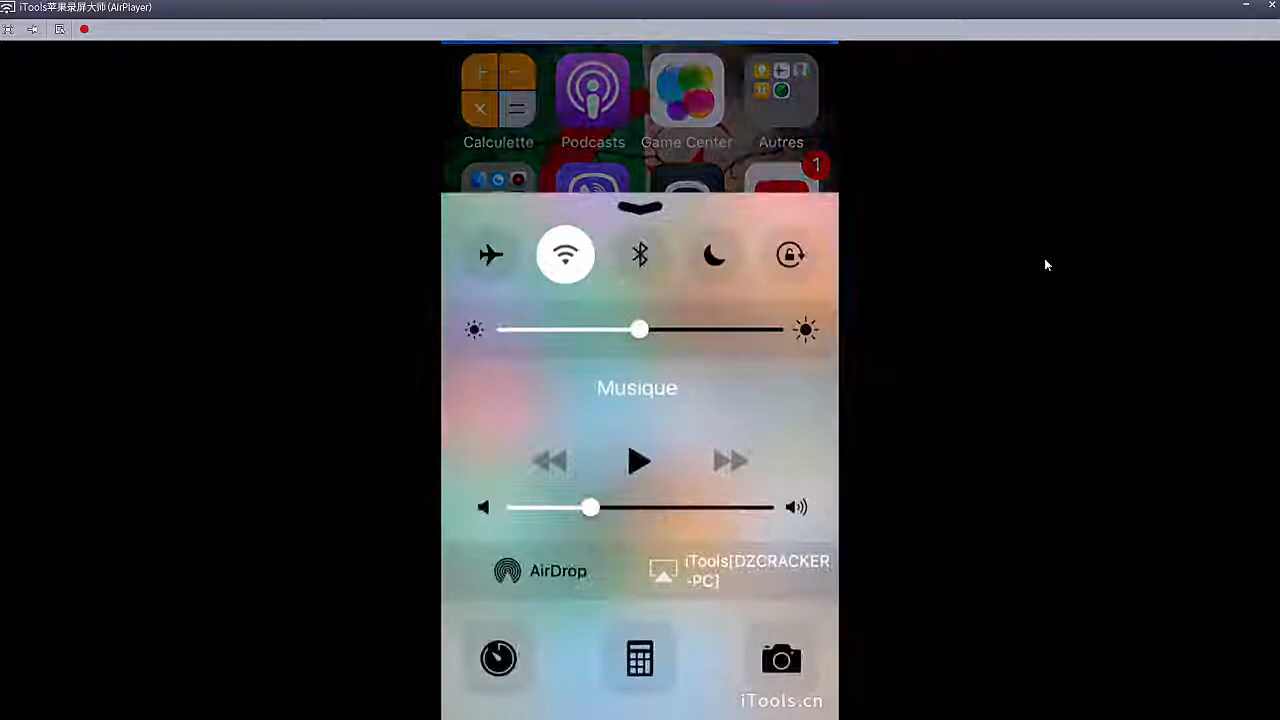 iTools苹果录屏大师(AirPlayer)
Calculette Podcasts Game Center Autres
1
Musique
AirDrop
iTools[DZCRACKER
-PC]
iTools.cn